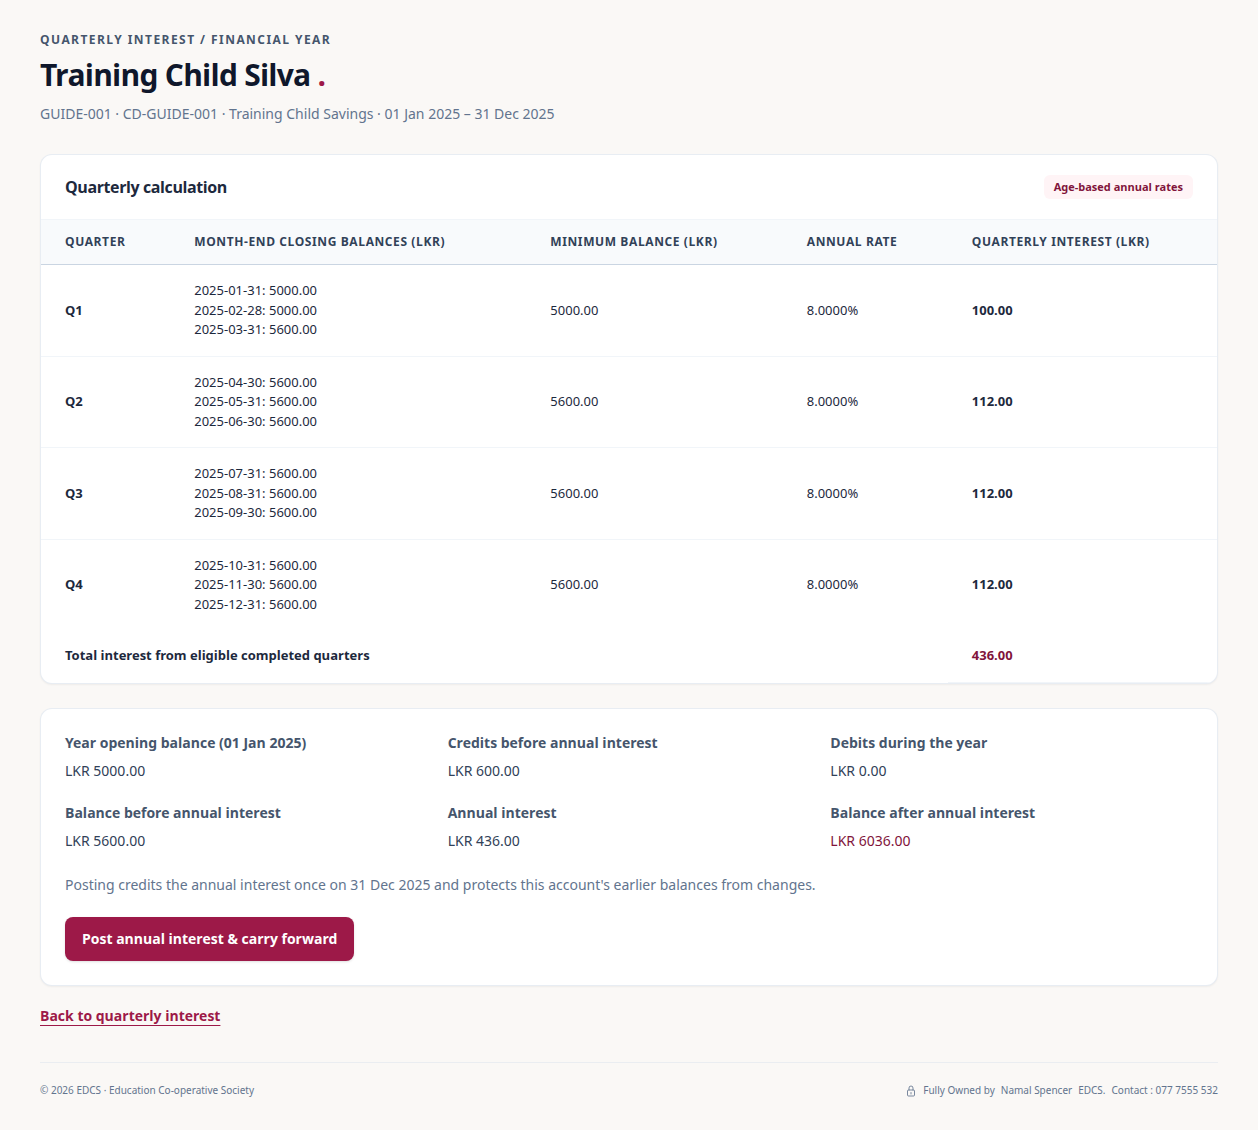 QUARTERLY INTEREST / FINANCIAL YEAR
Training Child Silva .
GUIDE-001 · CD-GUIDE-001 · Training Child Savings · 01 Jan 2025 – 31 Dec 2025
Quarterly calculation
Age-based annual rates
QUARTER MONTH-END CLOSING BALANCES (LKR) MINIMUM BALANCE (LKR) ANNUAL RATE QUARTERLY INTEREST (LKR)
2025-01-31: 5000.00
Q1 2025-02-28: 5000.00 5000.00 8.0000% 100.00
2025-03-31: 5600.00
2025-04-30: 5600.00
Q2 2025-05-31: 5600.00 5600.00 8.0000% 112.00
2025-06-30: 5600.00
2025-07-31: 5600.00
Q3 2025-08-31: 5600.00 5600.00 8.0000% 112.00
2025-09-30: 5600.00
2025-10-31: 5600.00
Q4 2025-11-30: 5600.00 5600.00 8.0000% 112.00
2025-12-31: 5600.00
Total interest from eligible completed quarters 436.00
Year opening balance (01 Jan 2025) Credits before annual interest Debits during the year
LKR 5000.00 LKR 600.00 LKR 0.00
Balance before annual interest Annual interest Balance after annual interest
LKR 5600.00 LKR 436.00 LKR 6036.00
Posting credits the annual interest once on 31 Dec 2025 and protects this account's earlier balances from changes.
Post annual interest & carry forward
Back to quarterly interest
© 2026 EDCS · Education Co-operative Society Fully Owned by Namal Spencer EDCS. Contact : 077 7555 532